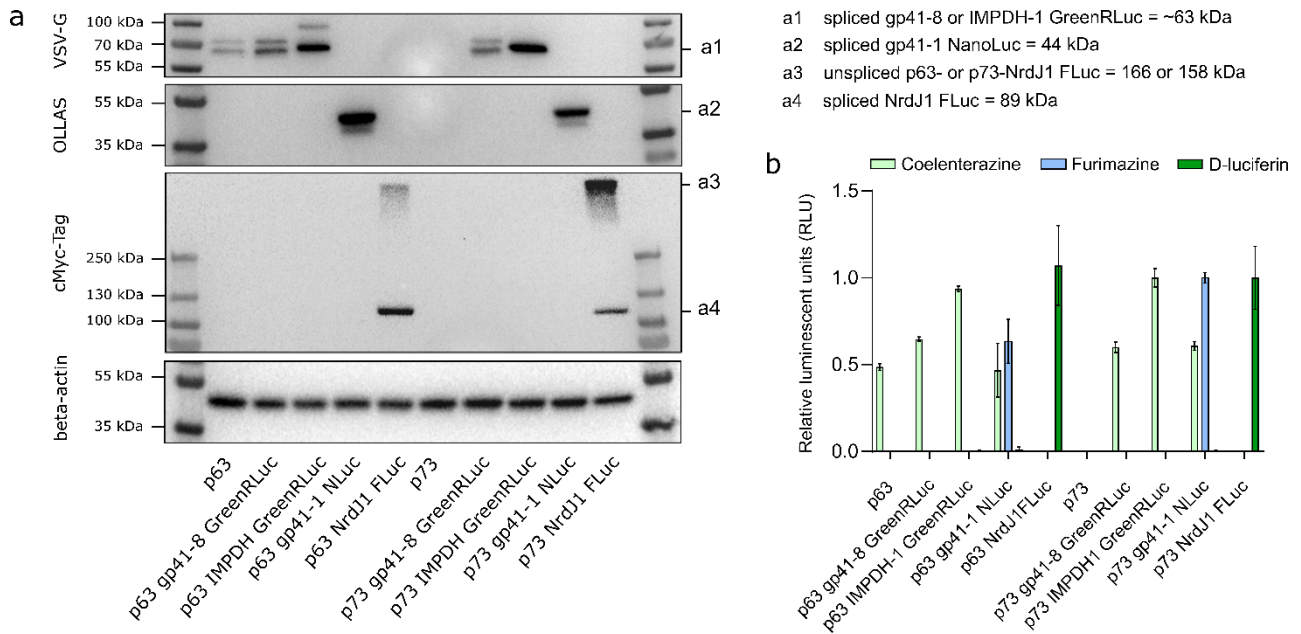 a
VSV-G
100 kDa
70 kDa
55 kDa
a1
OLLAS
55 kDa
35 kDa
a2
cMyc-Tag
250 kDa
130 kDa
100 kDa
a3
a4
beta-actin
55 kDa
35 kDa
p63
p63 gp41-8 GreenRLuc
p63 IMPDH GreenRLuc
p63 gp41-1 NLuc
p63 NrdJ1 FLuc
p73
p73 gp41-8 GreenRLuc
p73 IMPDH GreenRLuc
p73 gp41-1 NLuc
p73 NrdJ1 FLuc
a1 spliced gp41-8 or IMPDH-1 GreenRLuc = ~63 kDa
a2 spliced gp41-1 NanoLuc = 44 kDa
a3 unspliced p63- or p73-NrdJ1 FLuc = 166 or 158 kDa
a4 spliced NrdJ1 FLuc = 89 kDa
b
Coelenterazine Furimazine D-luciferin
Relative luminescent units (RLU)
1.5
1.0
0.5
0.0
p63
p63 gp41-8 GreenRLuc
p63 IMPDH-1 GreenRLuc
p63 gp41-1 NLuc
p63 NrdJ1FLuc
p73
p73 gp41-8 GreenRLuc
p73 IMPDH1 GreenRLuc
p73 gp41-1 NLuc
p73 NrdJ1 FLuc